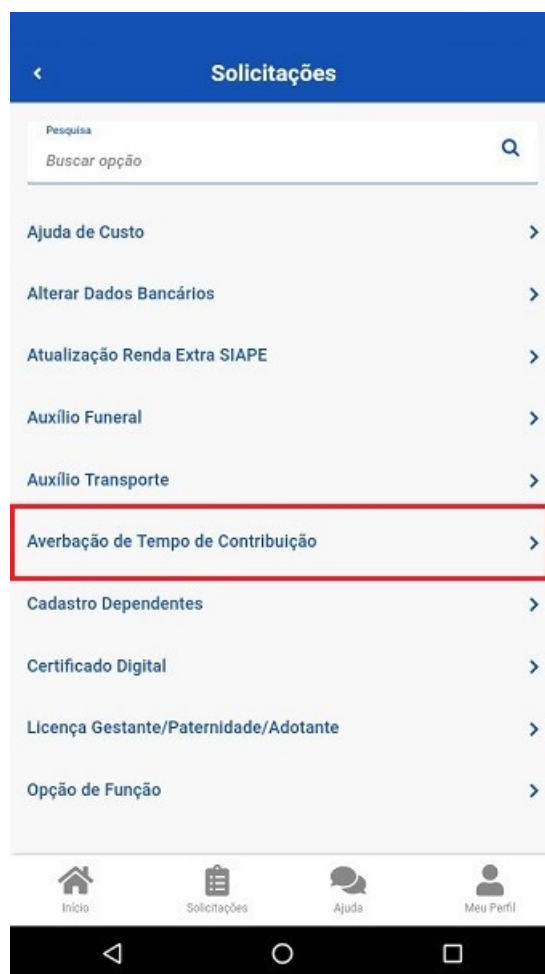 Solicitações
Pesquisa
Buscar opção
Ajuda de Custo
Alterar Dados Bancários
Atualização Renda Extra SIAPE
Auxílio Funeral
Auxílio Transporte
Averbação de Tempo de Contribuição
Cadastro Dependentes
Certificado Digital
Licença Gestante/Paternidade/Adotante
Opção de Função
Início Solicitações Ajuda Meu Perfil